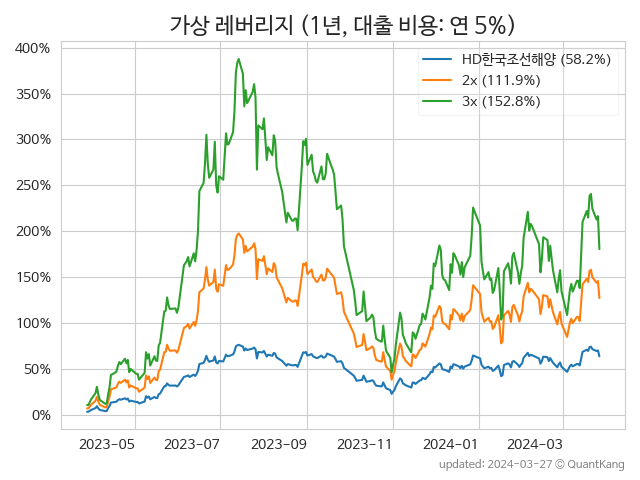 가상 레버리지 (1년, 대출 비용: 연 5%)
HD한국조선해양 (58.2%)
2x (111.9%)
3x (152.8%)
400%
350%
300%
250%
200%
150%
100%
50%
0%
2023-05 2023-07 2023-09 2023-11 2024-01 2024-03
updated: 2024-03-27 © QuantKang